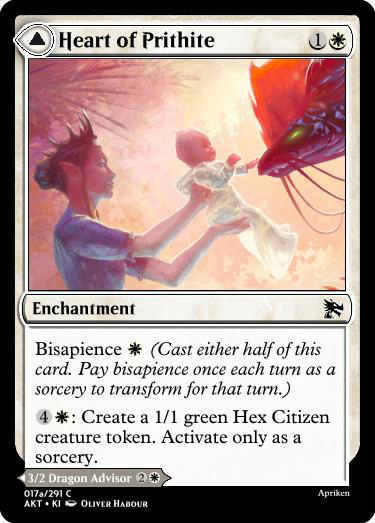 Heart of Prithite 1
Enchantment
Bisapience (Cast either half of this
card. Pay bisapience once each turn as a
sorcery to transform for that turn.)
4 : Create a 1/1 green Hex Citizen
creature token. Activate only as a
sorcery.
3/2 Dragon Advisor 2
017a/291 C
Apriken
AKT • KI OLIVER HABOUR